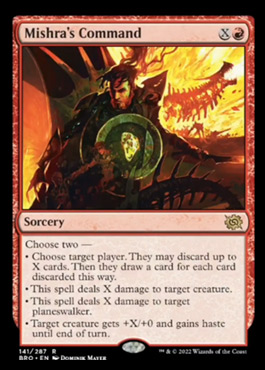 Mishra's Command X
Sorcery
Choose two —
• Choose target player. They may discard up to
X cards. Then they draw a card for each card
discarded this way.
• This spell deals X damage to target creature.
• This spell deals X damage to target
planeswalker.
• Target creature gets +X/+0 and gains haste
until end of turn.
141/287 R
BRO • EN Dominik Mayer ™ & © 2022 Wizards of the Coast